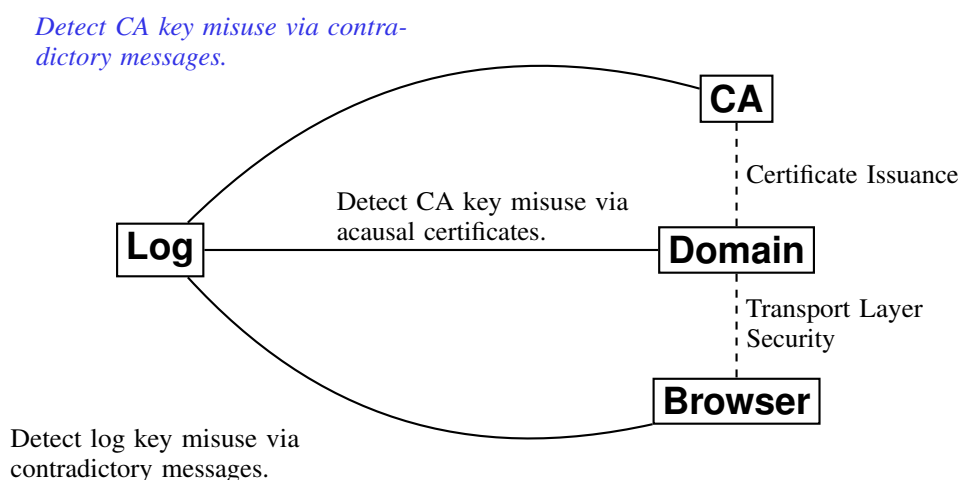 Detect CA key misuse via contra-
dictory messages.
CA
Certificate Issuance
Detect CA key misuse via
acausal certificates.
Log
Domain
Transport Layer
Security
Browser
Detect log key misuse via
contradictory messages.